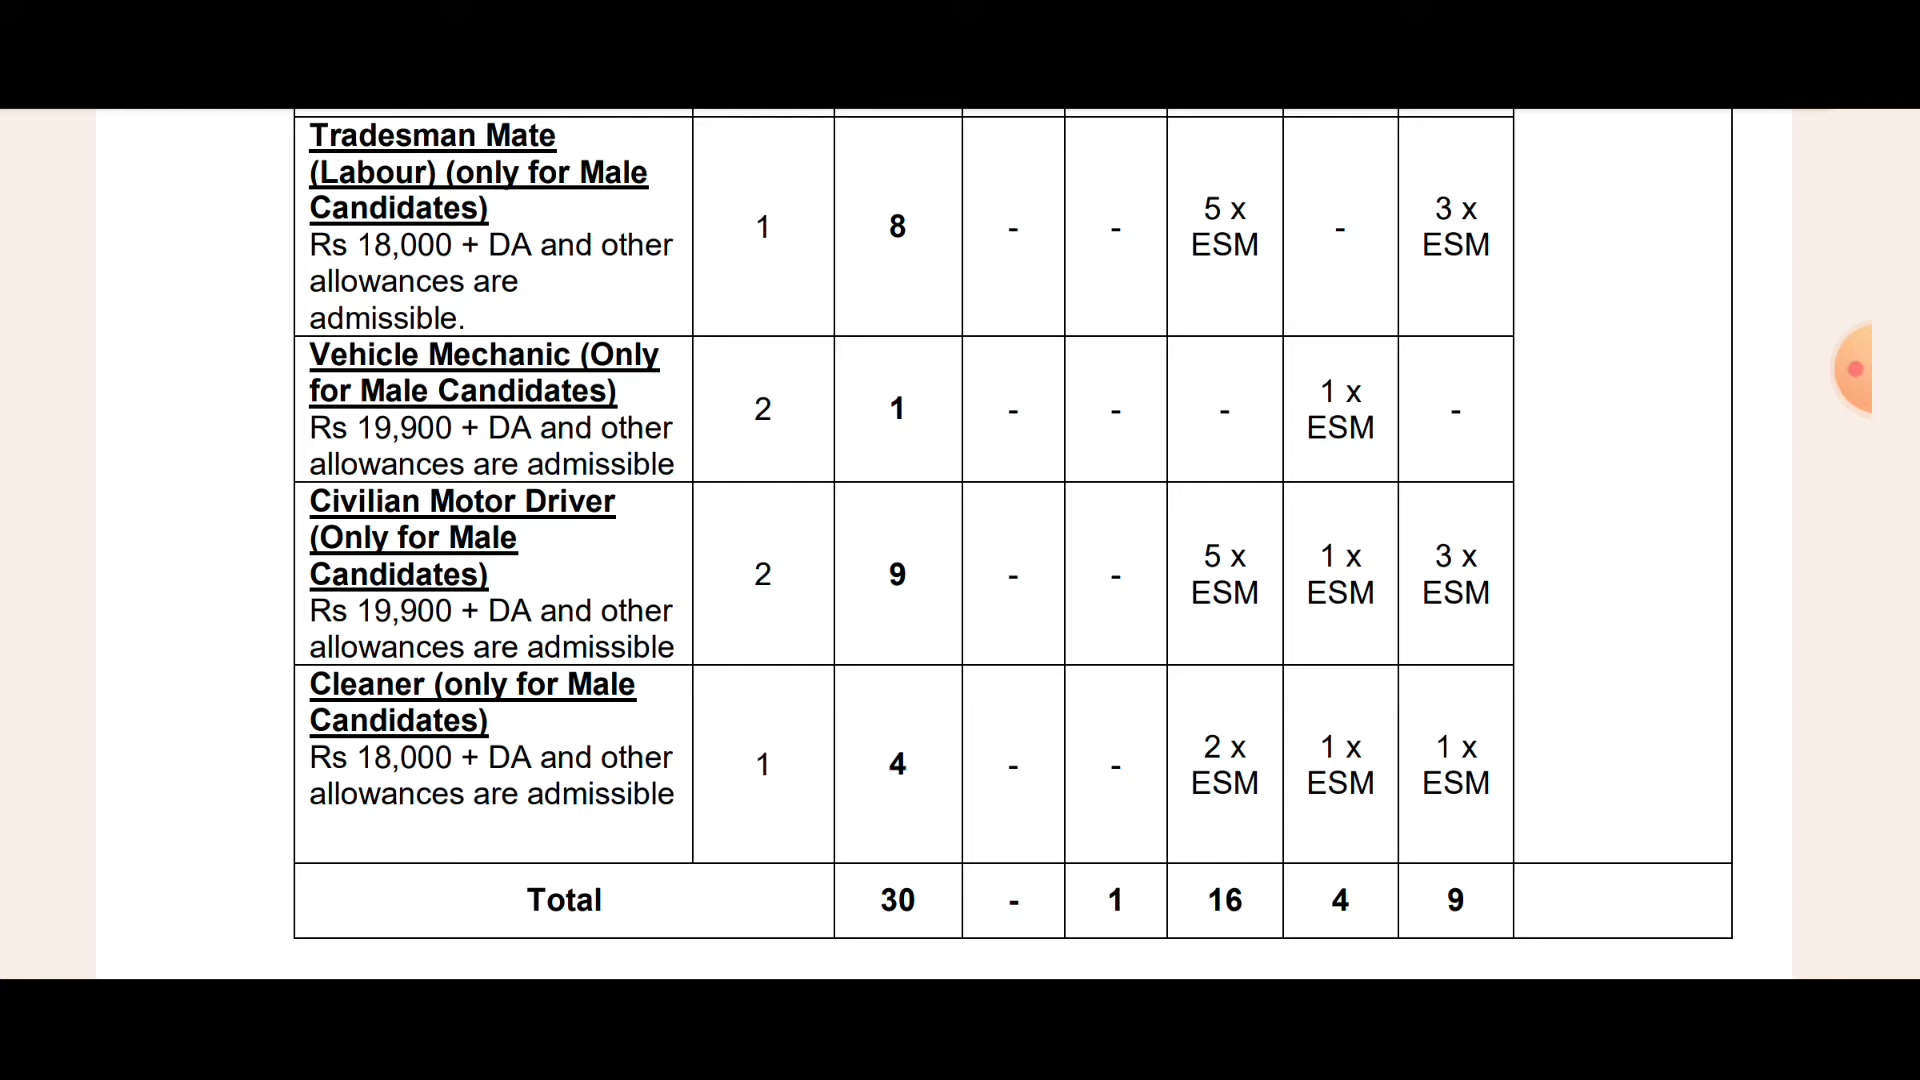 Tradesman Mate
(Labour) (only for Male
Candidates)
Rs 18,000 + DA and other
allowances are
admissible.
1
8
-
-
5 x
ESM
-
3 x
ESM
Vehicle Mechanic (Only
for Male Candidates)
Rs 19,900 + DA and other
allowances are admissible
2
1
-
-
-
1 x
ESM
-
Civilian Motor Driver
(Only for Male
Candidates)
Rs 19,900 + DA and other
allowances are admissible
2
9
-
-
5 x
ESM
1 x
ESM
3 x
ESM
Cleaner (only for Male
Candidates)
Rs 18,000 + DA and other
allowances are admissible
1
4
-
-
2 x
ESM
1 x
ESM
1 x
ESM
Total
30
-
1
16
4
9